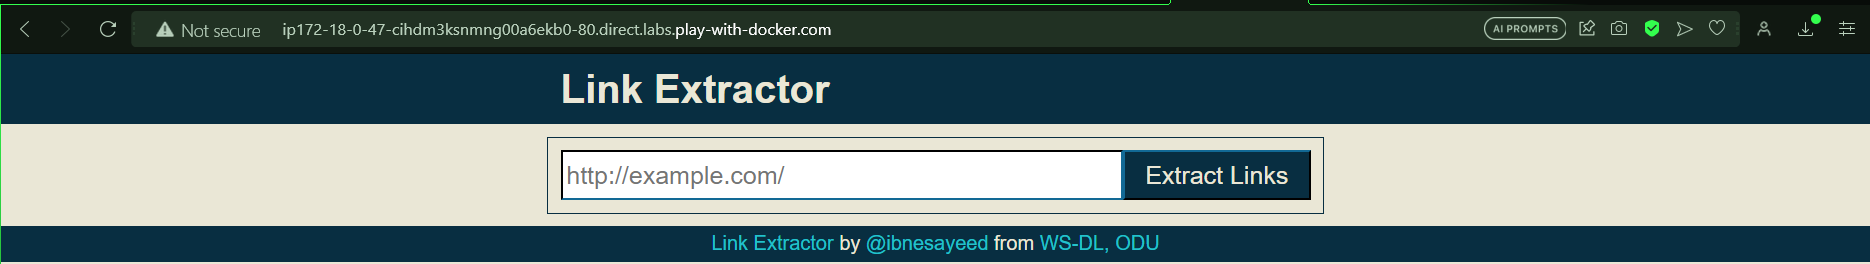 Not secure ip172-18-0-47-cihdm3ksnmng00a6ekb0-80.direct.labs.play-with-docker.com AI PROMPTS
Link Extractor
http://example.com/ Extract Links
Link Extractor by @ibnesayeed from WS-DL, ODU